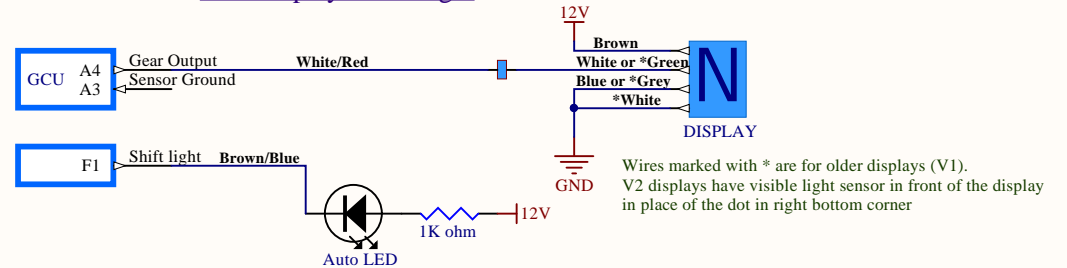 12V
Brown
GCU
A4
Gear Output
White/Red
White or *Green
A3
Sensor Ground
Blue or *Grey
*White
N
DISPLAY
F1
Shift light
Brown/Blue
GND
Wires marked with * are for older displays (V1).
V2 displays have visible light sensor in front of the display
in place of the dot in right bottom corner
12V
1K ohm
Auto LED